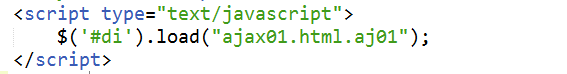 <script type="text/javascript">
$('#di').load("ajax01.html.aj01");
</script>